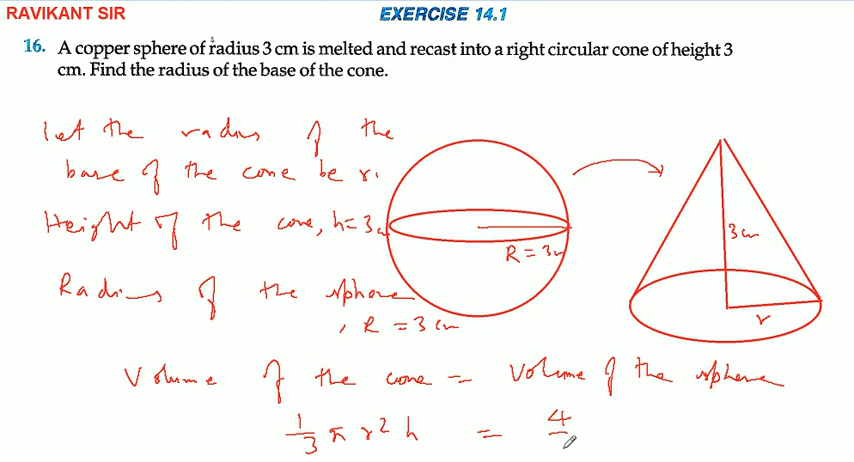 RAVIKANT SIR
EXERCISE 14.1
16. A copper sphere of radius 3 cm is melted and recast into a right circular cone of height 3
cm. Find the radius of the base of the cone.
let the radius of the
base of the cone be r.
Height of the cone, h = 3 cm
R = 3 cm
3 cm
r
Radius of the sphere
, R = 3 cm
Volume of the cone = Volume of the sphere
1/3 π r² h = 4